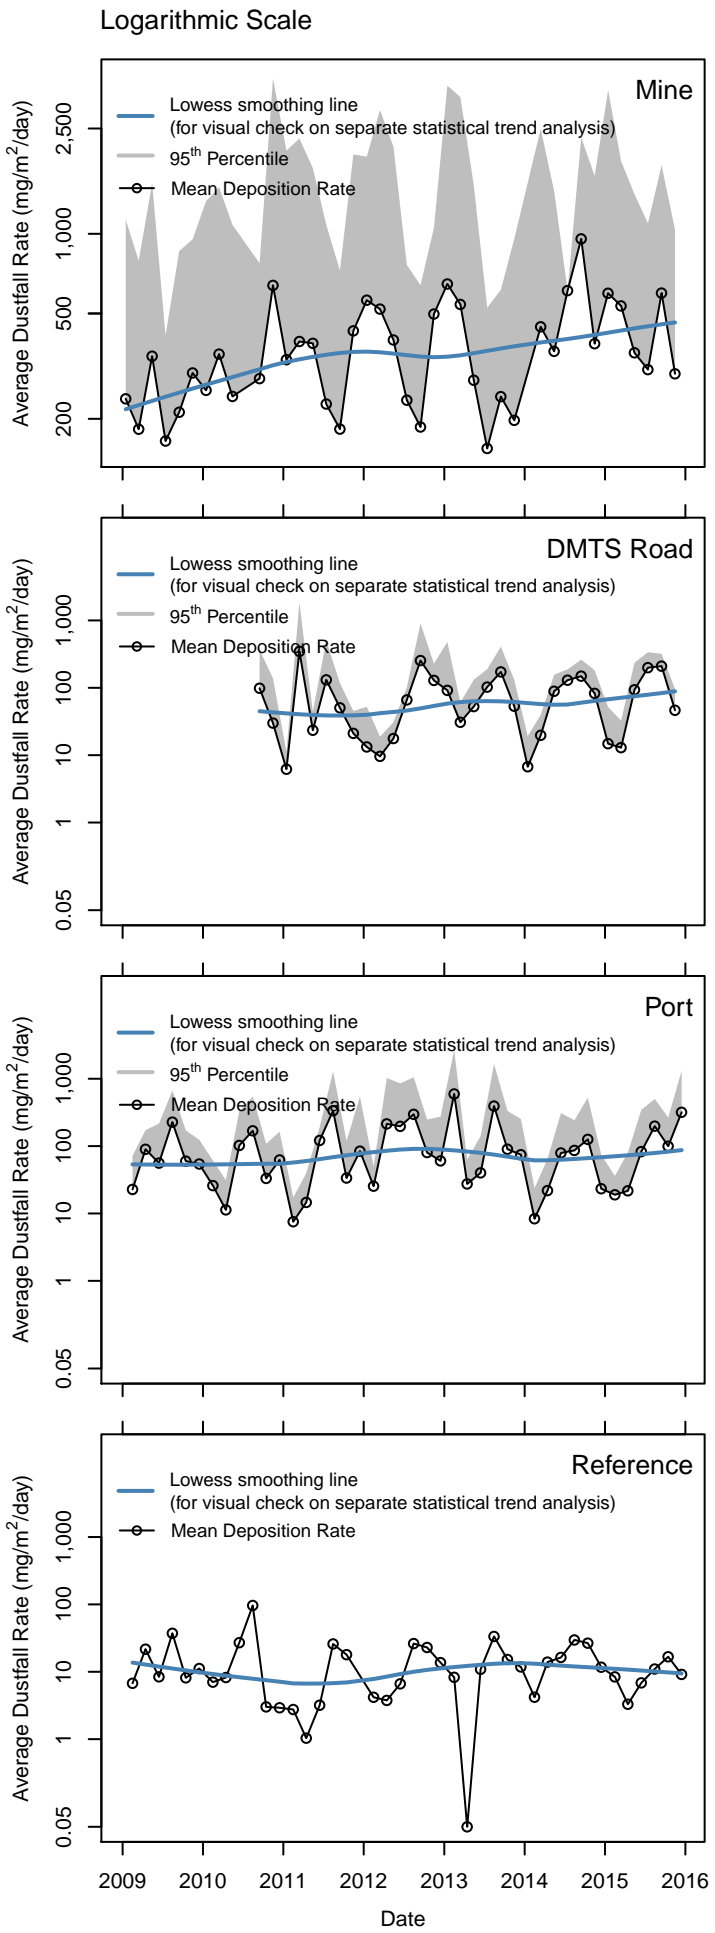 Logarithmic Scale
Mine
Lowess smoothing line
(for visual check on separate statistical trend analysis)
95th Percentile
Mean Deposition Rate
Average Dustfall Rate (mg/m2/day)
2,500
1,000
500
200
DMTS Road
Lowess smoothing line
(for visual check on separate statistical trend analysis)
95th Percentile
Mean Deposition Rate
Average Dustfall Rate (mg/m2/day)
1,000
100
10
1
0.05
Port
Lowess smoothing line
(for visual check on separate statistical trend analysis)
95th Percentile
Mean Deposition Rate
Average Dustfall Rate (mg/m2/day)
1,000
100
10
1
0.05
Reference
Lowess smoothing line
(for visual check on separate statistical trend analysis)
Mean Deposition Rate
Average Dustfall Rate (mg/m2/day)
1,000
100
10
1
0.05
2009 2010 2011 2012 2013 2014 2015 2016
Date